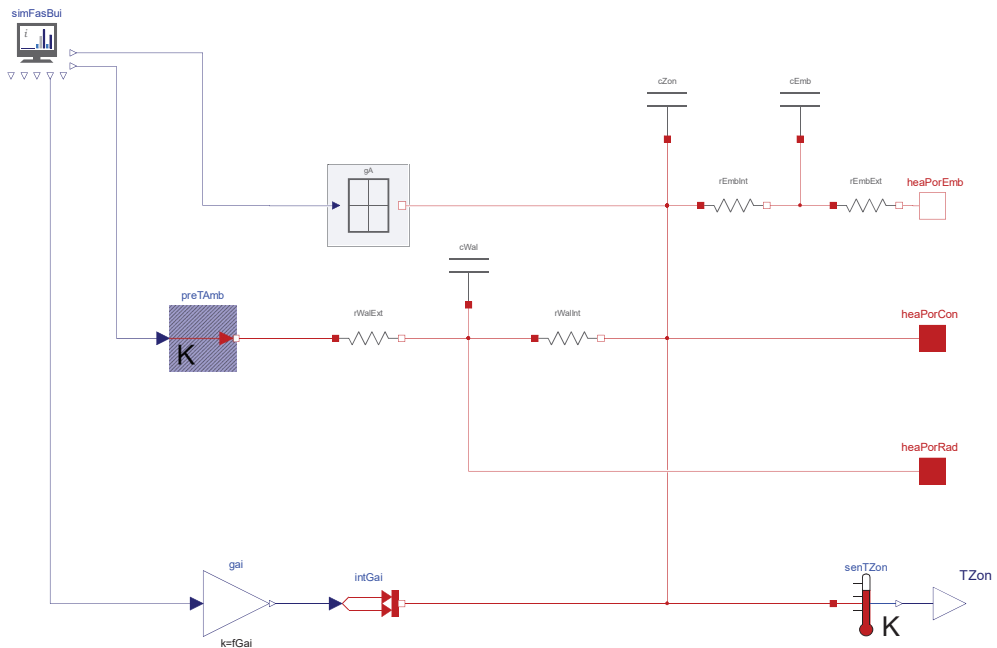 simFasBui
i
cZon
cEmb
gA
rEmbInt
rEmbExt
heaPorEmb
cWal
preTAmb
rWalExt
rWalInt
heaPorCon
K
heaPorRad
gai
intGai
senTZon
TZon
K
k=fGai